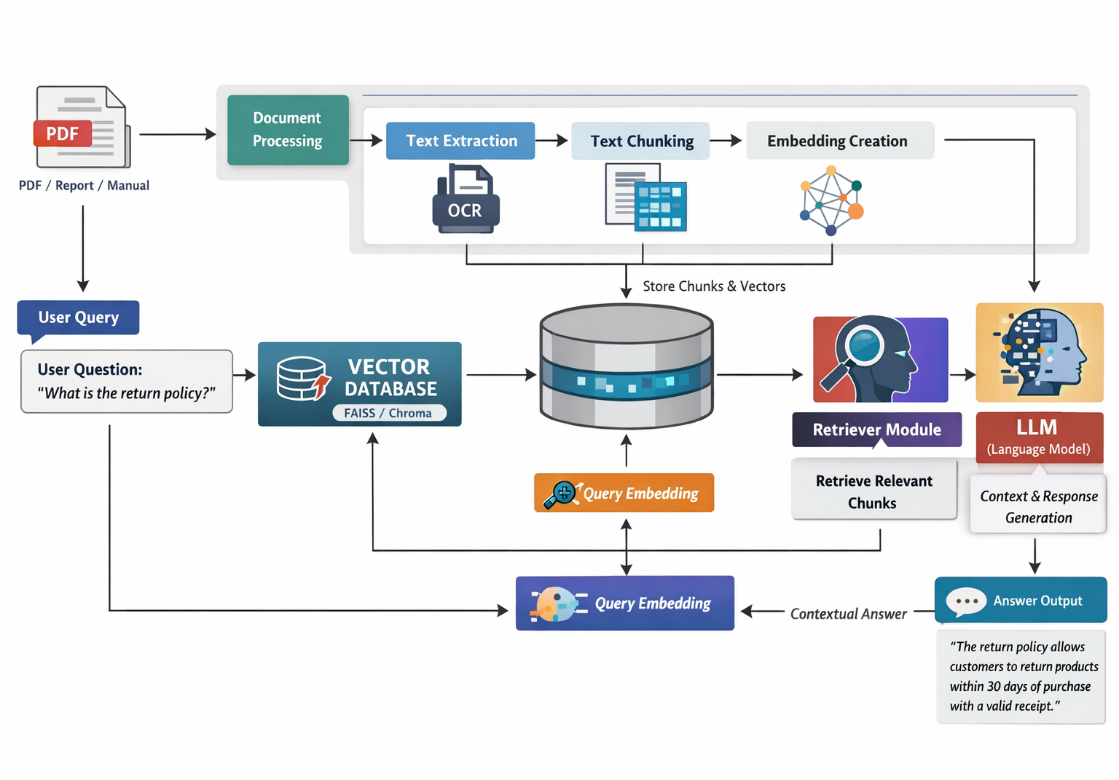 PDF
PDF / Report / Manual
Document
Processing
Text Extraction
Text Chunking
Embedding Creation
OCR
Store Chunks & Vectors
User Query
User Question:
"What is the return policy?"
VECTOR
DATABASE
FAISS / Chroma
Retriever Module
Retrieve Relevant
Chunks
LLM
(Language Model)
Context & Response
Generation
Query Embedding
Query Embedding
Contextual Answer
Answer Output
"The return policy allows
customers to return products
within 30 days of purchase
with a valid receipt."